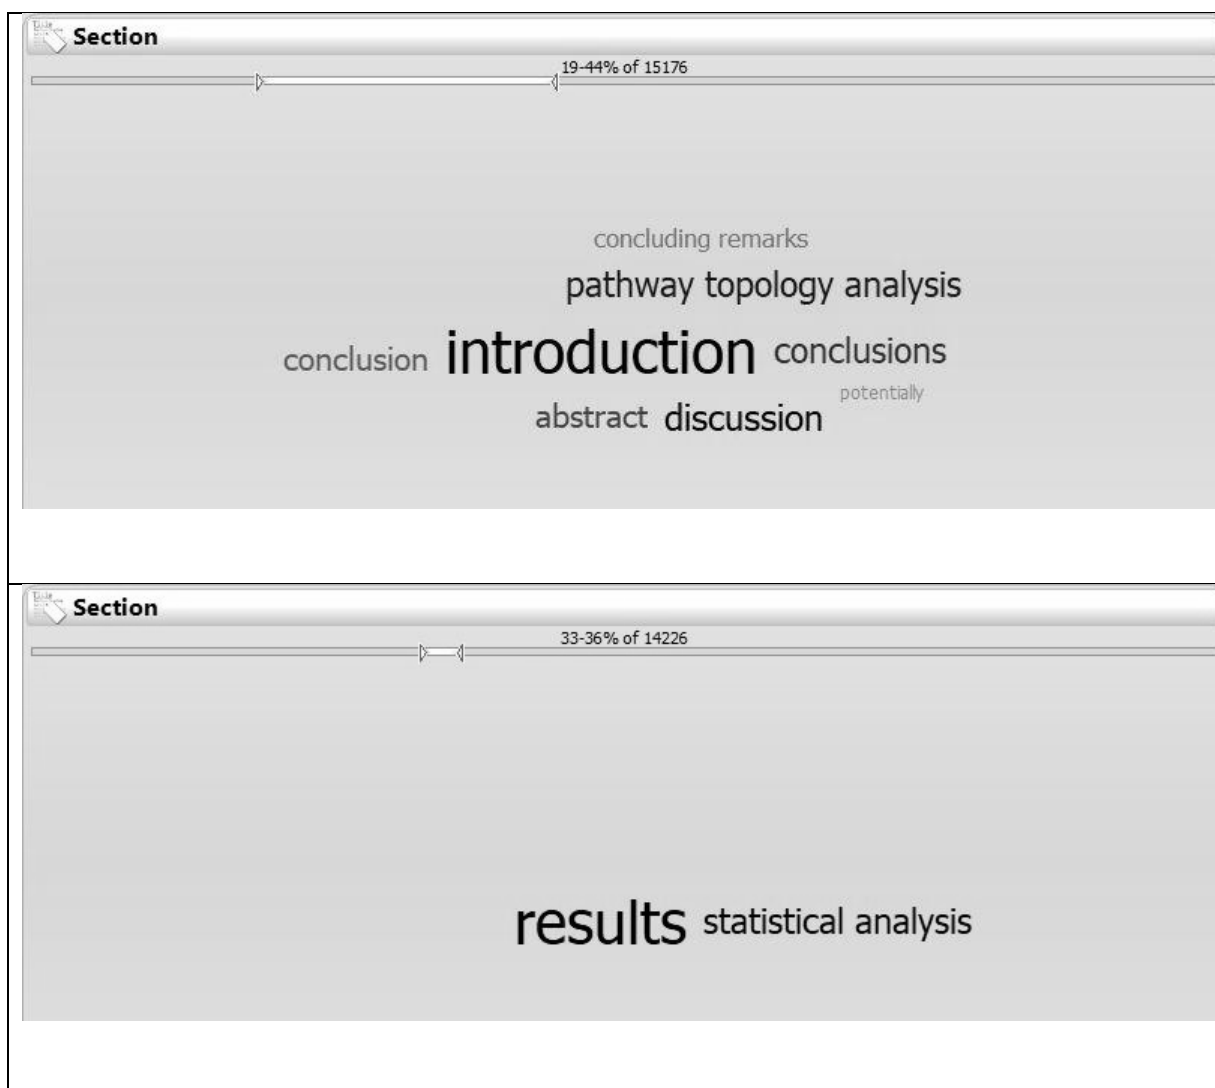 Section
19-44% of 15176
concluding remarks
pathway topology analysis
conclusion introduction conclusions
potentially
abstract discussion
Section
33-36% of 14226
results statistical analysis